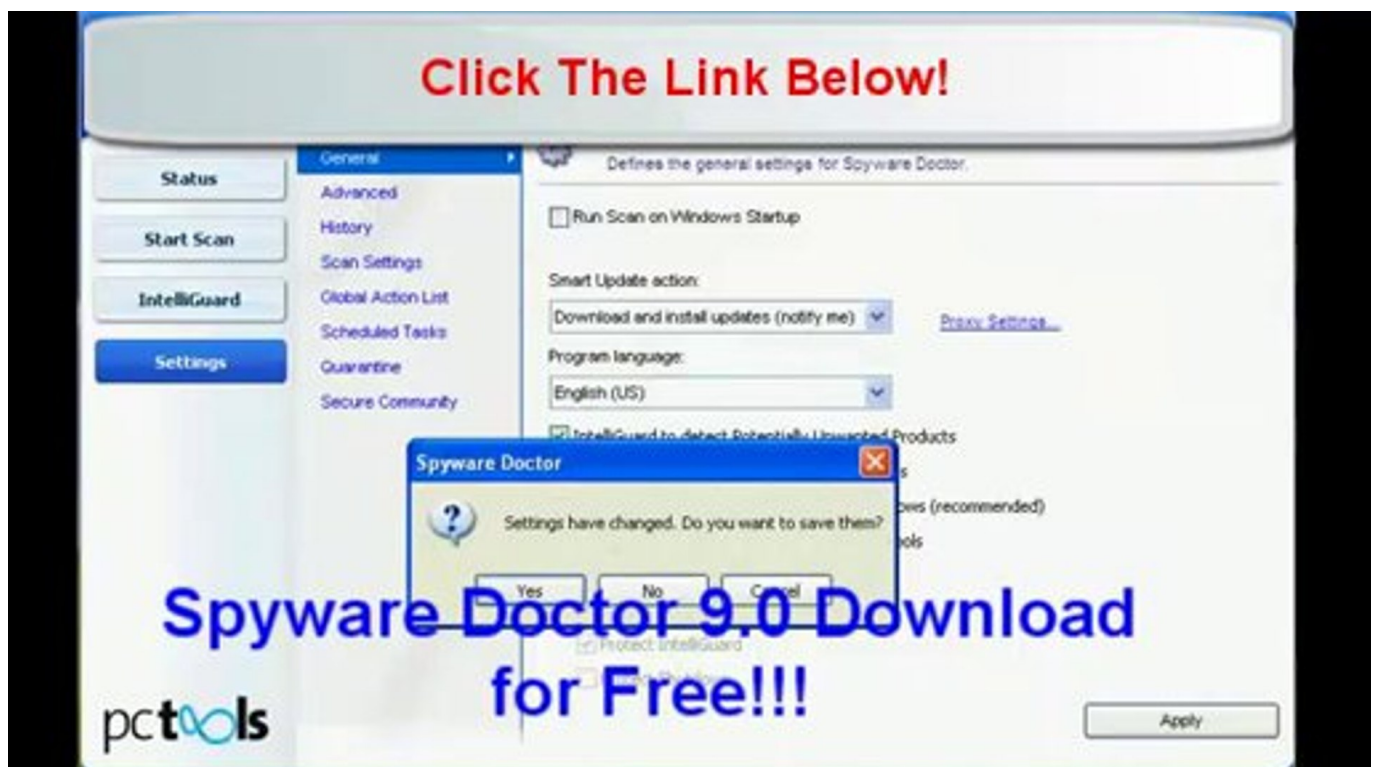 Click The Link Below!
Status
Start Scan
IntelliGuard
Settings
General
Advanced
History
Scan Settings
Global Action List
Scheduled Tasks
Quarantine
Secure Community
Defines the general settings for Spyware Doctor.
Run Scan on Windows Startup
Smart Update action:
Download and install updates (notify me)
Proxy Settings...
Program language:
English (US)
IntelliGuard to detect Potentially Unwanted Products
(recommended)
Spyware Doctor
Settings have changed. Do you want to save them?
Yes
No
Cancel
Protect IntelliGuard
Spyware Doctor 9.0 Download
for Free!!!
pctools
Apply